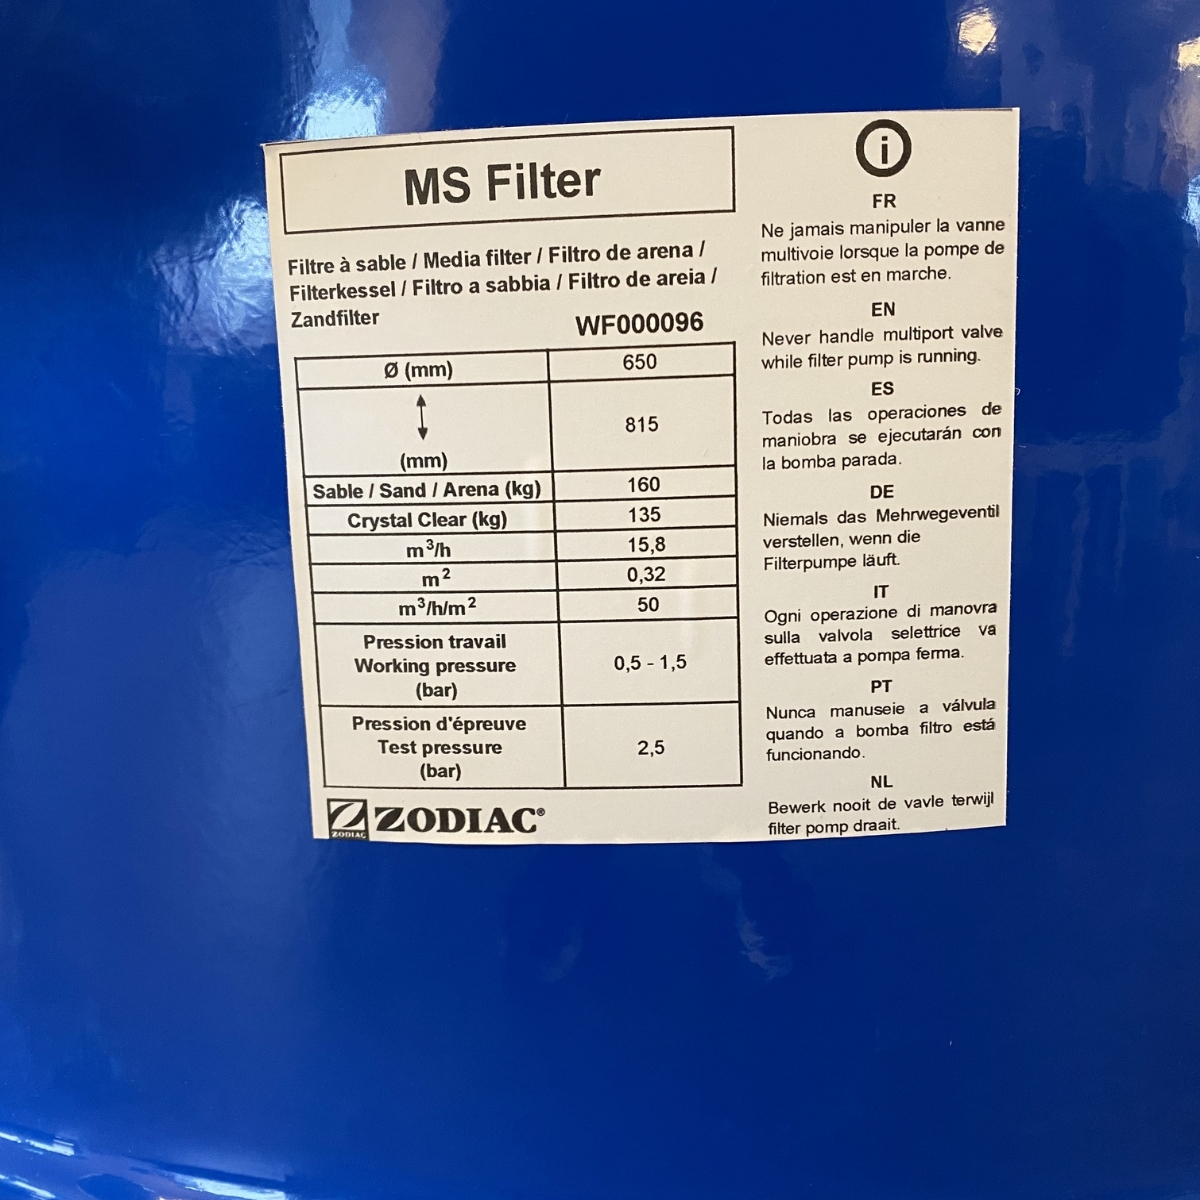 MS Filter
Filtre à sable / Media filter / Filtro de arena /
Filterkessel / Filtro a sabbia / Filtro de areia /
Zandfilter
WF000096
Ø (mm) 650
(mm) 815
Sable / Sand / Arena (kg) 160
Crystal Clear (kg) 135
m³/h 15,8
m² 0,32
m³/h/m² 50
Pression travail
Working pressure
(bar)
0,5 - 1,5
Pression d'épreuve
Test pressure
(bar)
2,5
ZODIAC
ZODIAC®
i
FR
Ne jamais manipuler la vanne
multivoie lorsque la pompe de
filtration est en marche.
EN
Never handle multiport valve
while filter pump is running.
ES
Todas las operaciones de
maniobra se ejecutarán con
la bomba parada.
DE
Niemals das Mehrwegeventil
verstellen, wenn die
Filterpumpe läuft.
IT
Ogni operazione di manovra
sulla valvola selettrice va
effettuata a pompa ferma.
PT
Nunca manuseie a válvula
quando a bomba filtro está
funcionando.
NL
Bewerk nooit de vavle terwijl
filter pomp draait.